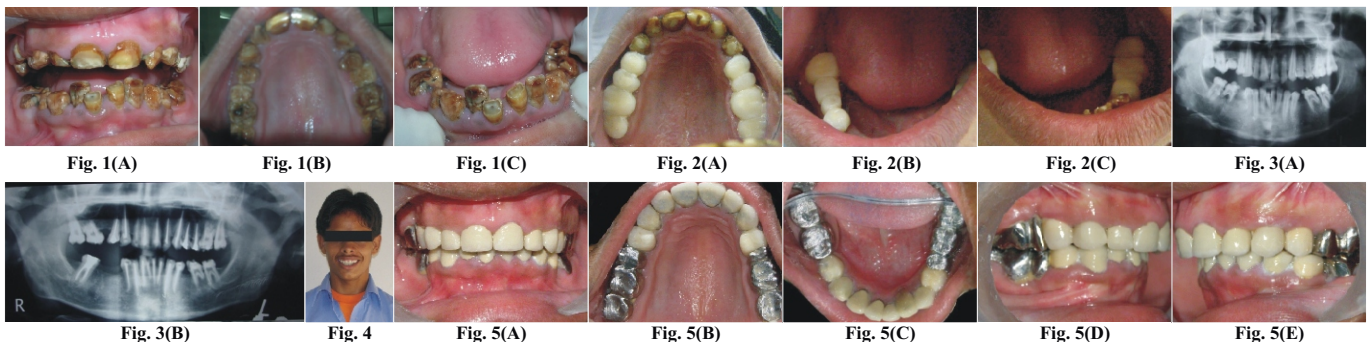 Fig. 1(A) Fig. 1(B) Fig. 1(C) Fig. 2(A) Fig. 2(B) Fig. 2(C) Fig. 3(A)
R L
Fig. 3(B) Fig. 4 Fig. 5(A) Fig. 5(B) Fig. 5(C) Fig. 5(D) Fig. 5(E)